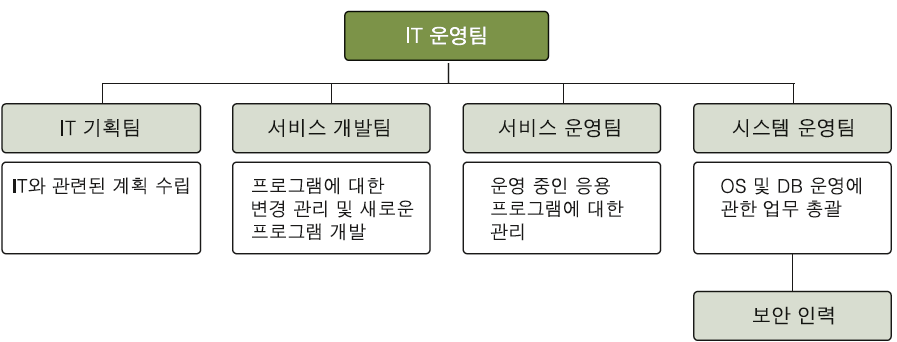 IT 운영팀
IT 기획팀
서비스 개발팀
서비스 운영팀
시스템 운영팀
IT와 관련된 계획 수립
프로그램에 대한
변경 관리 및 새로운
프로그램 개발
운영 중인 응용
프로그램에 대한
관리
OS 및 DB 운영에
관한 업무 총괄
보안 인력